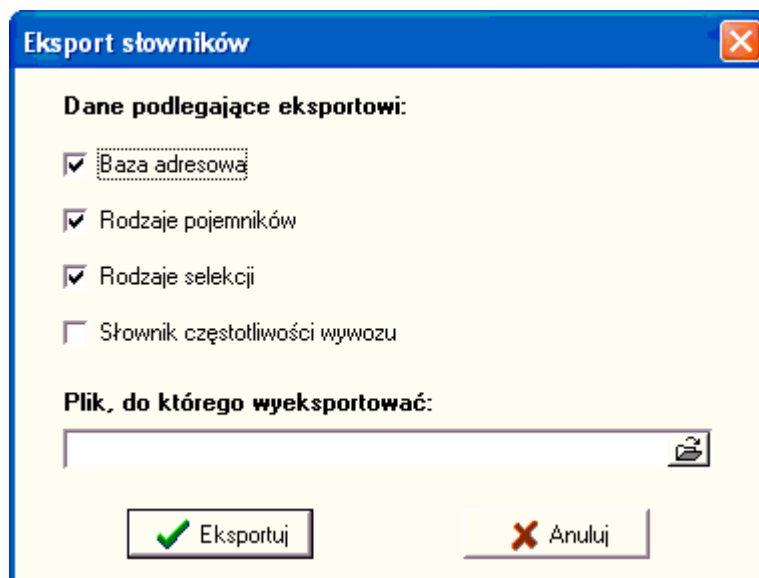 Eksport słowników
Dane podlegające eksportowi:
Baza adresowa
Rodzaje pojemników
Rodzaje selekcji
Słownik częstotliwości wywozu
Plik, do którego wyeksportować:
Eksportuj
Anuluj